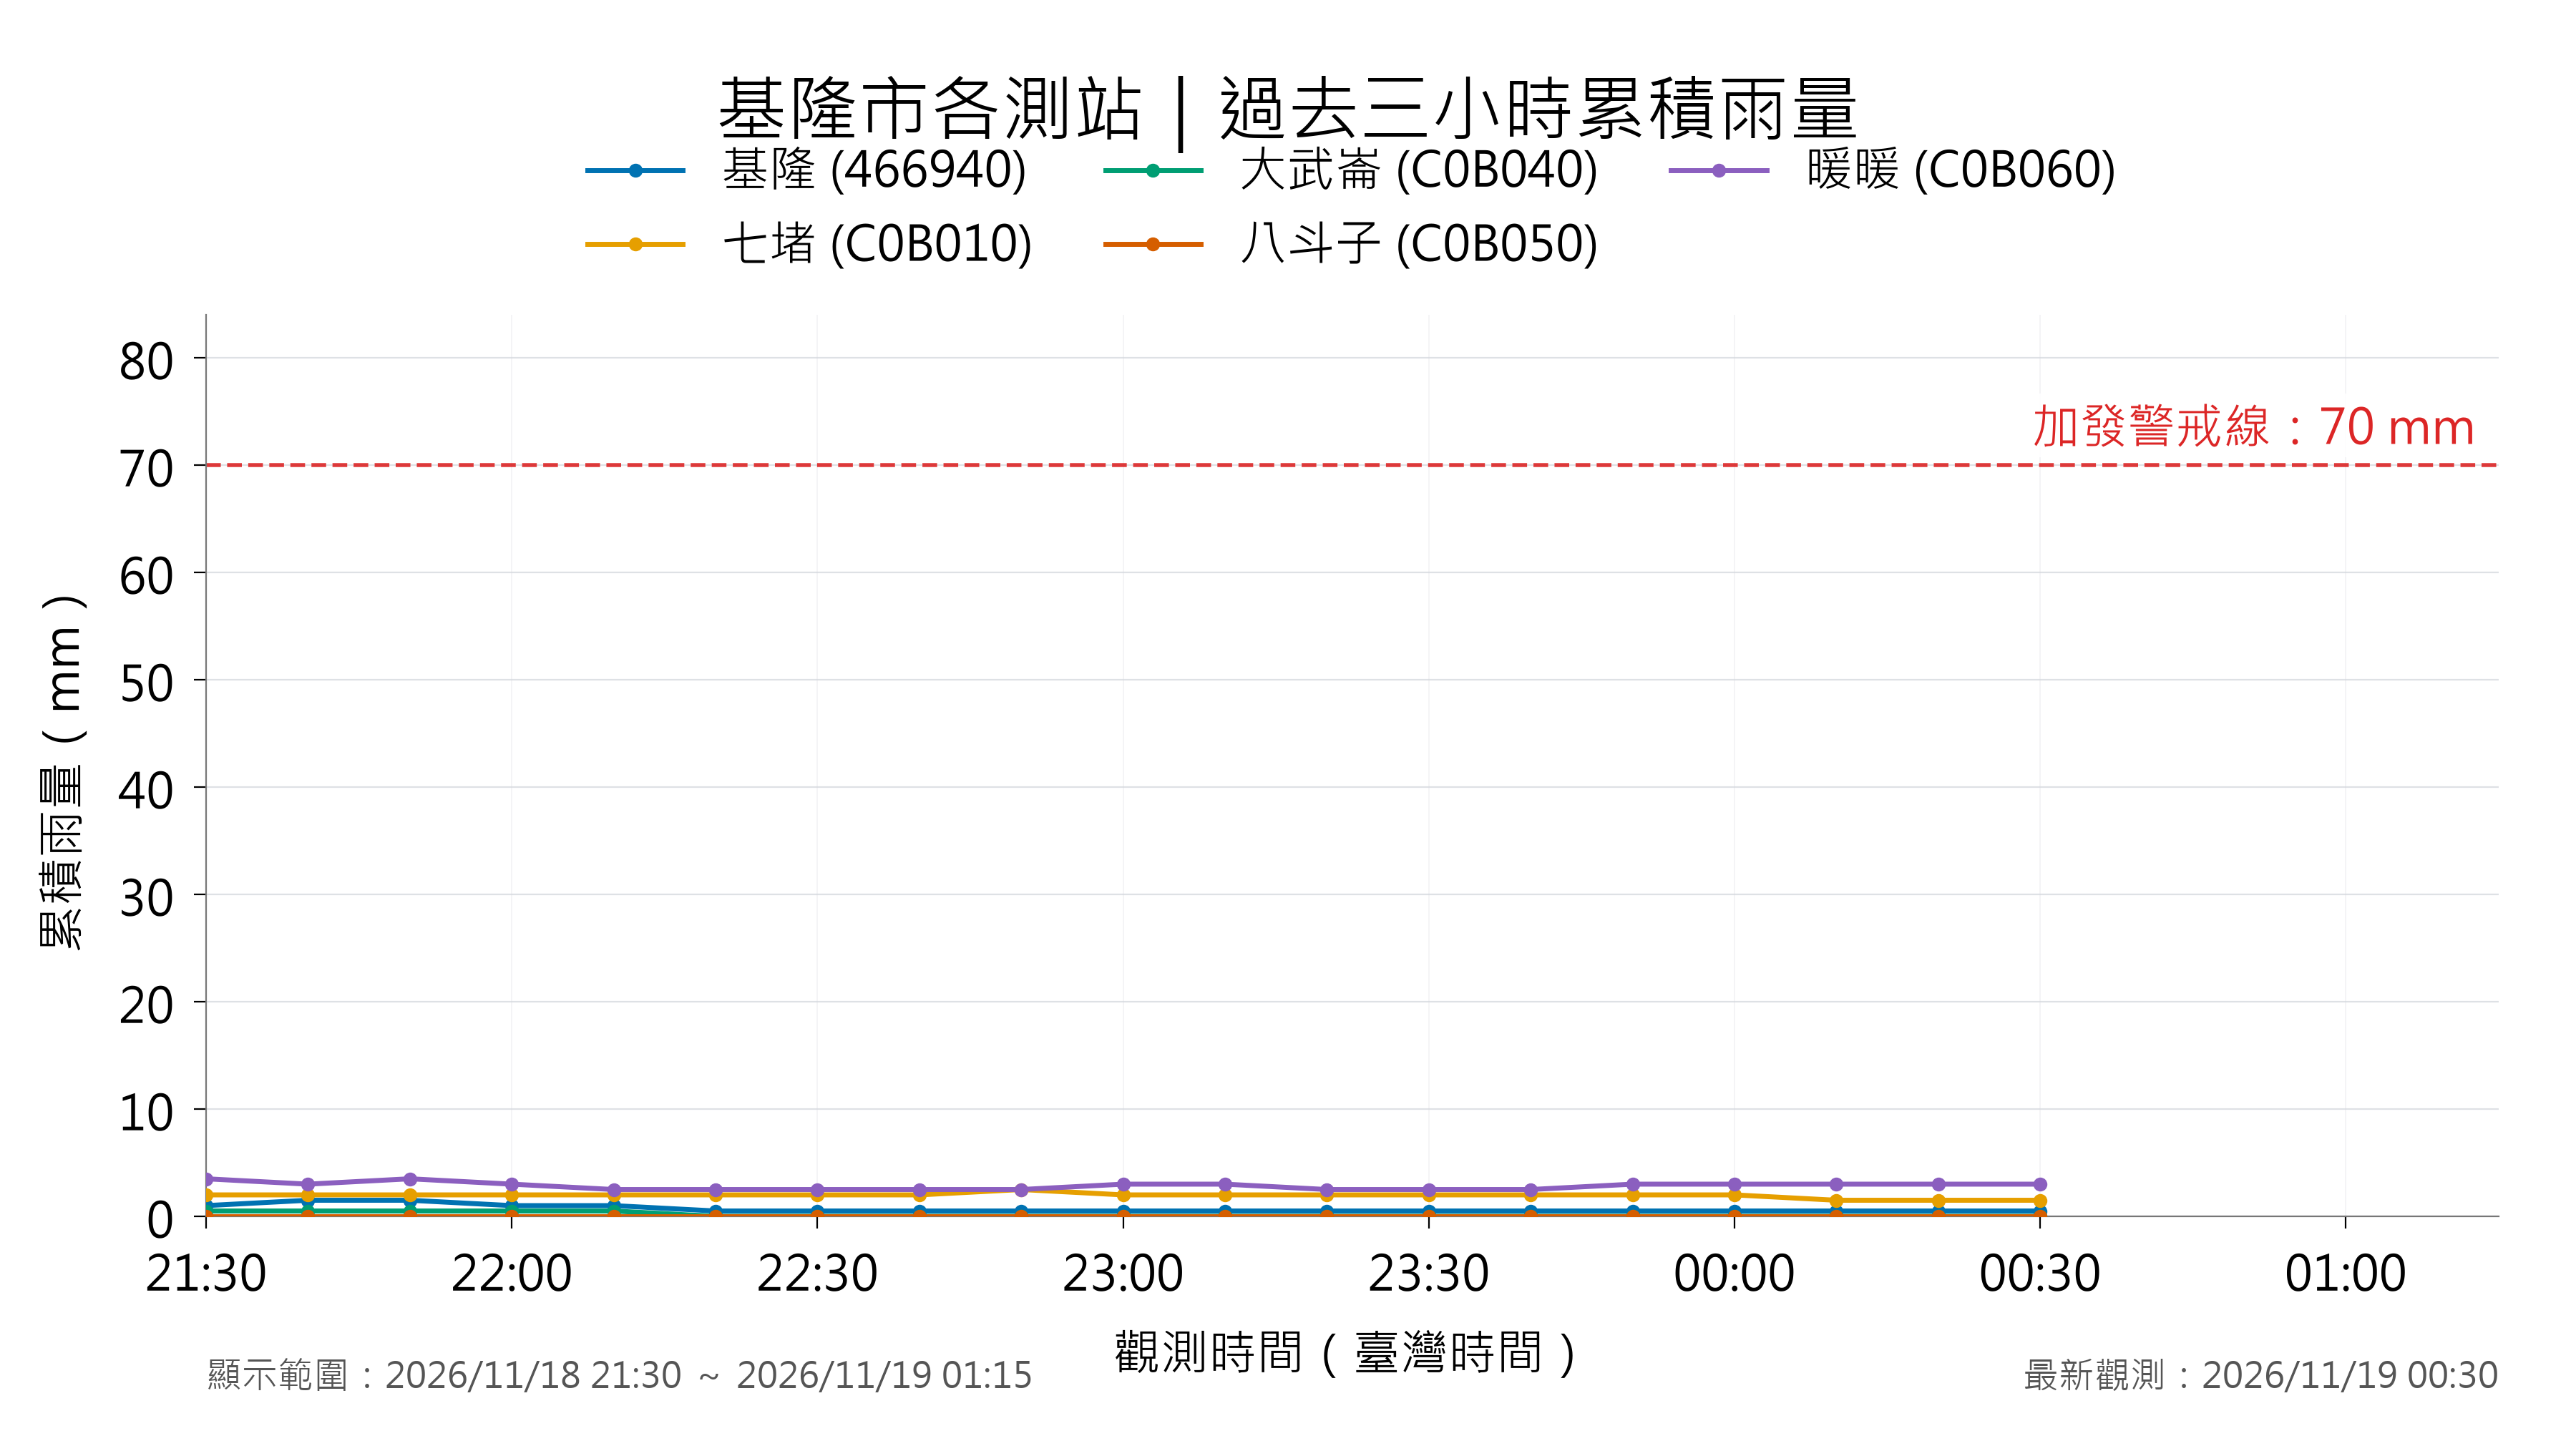 基隆市各測站｜過去三小時累積雨量
基隆 (466940)
大武崙 (C0B040)
暖暖 (C0B060)
七堵 (C0B010)
八斗子 (C0B050)
累積雨量（mm）
80
70
60
50
40
30
20
10
0
加發警戒線：70 mm
21:30 22:00 22:30 23:00 23:30 00:00 00:30 01:00
觀測時間（臺灣時間）
顯示範圍：2026/11/18 21:30 ~ 2026/11/19 01:15
最新觀測：2026/11/19 00:30